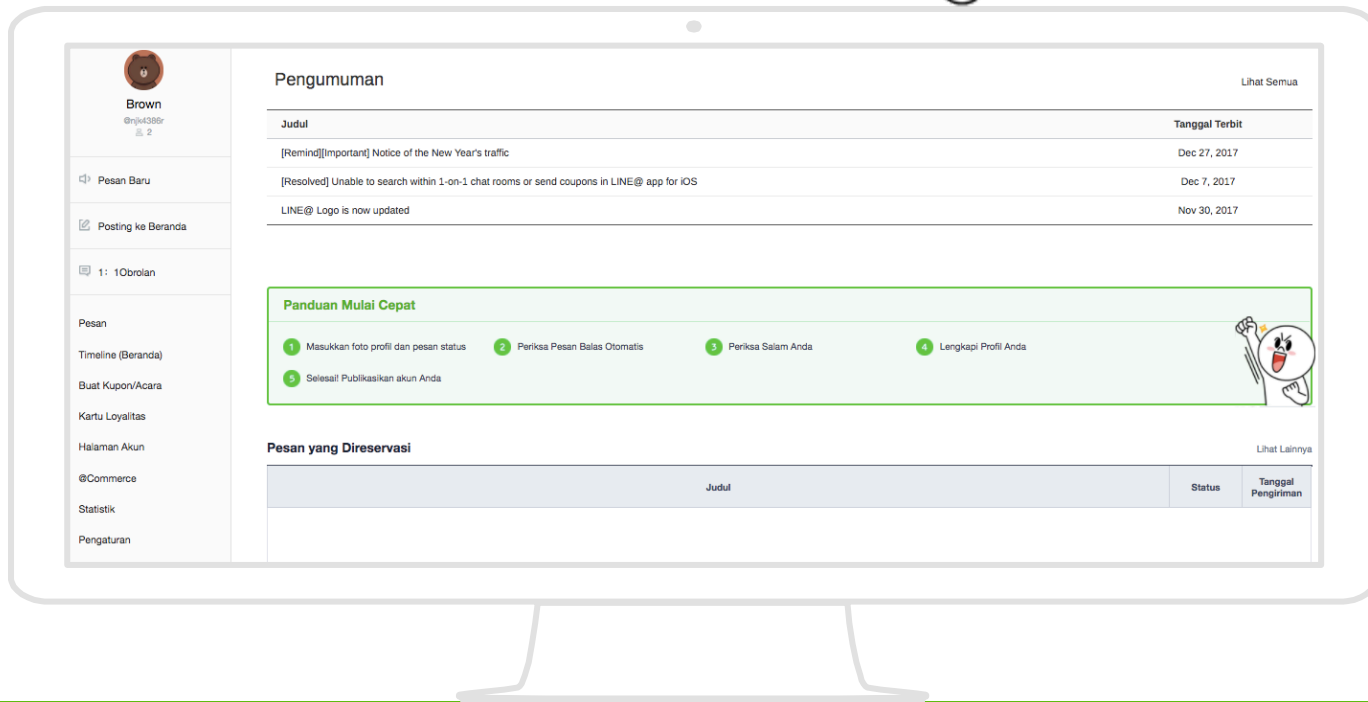 Brown
@njk4386r
2
Pesan Baru
Posting ke Beranda
1: 1Obrolan
Pesan
Timeline (Beranda)
Buat Kupon/Acara
Kartu Loyalitas
Halaman Akun
@Commerce
Statistik
Pengaturan
Pengumuman
Lihat Semua
Judul Tanggal Terbit
[Remind][Important] Notice of the New Year's traffic Dec 27, 2017
[Resolved] Unable to search within 1-on-1 chat rooms or send coupons in LINE@ app for iOS Dec 7, 2017
LINE@ Logo is now updated Nov 30, 2017
Panduan Mulai Cepat
1 Masukkan foto profil dan pesan status 2 Periksa Pesan Balas Otomatis 3 Periksa Salam Anda 4 Lengkapi Profil Anda
5 Selesai! Publikasikan akun Anda
Pesan yang Direservasi
Lihat Lainnya
Judul Status Tanggal
Pengiriman